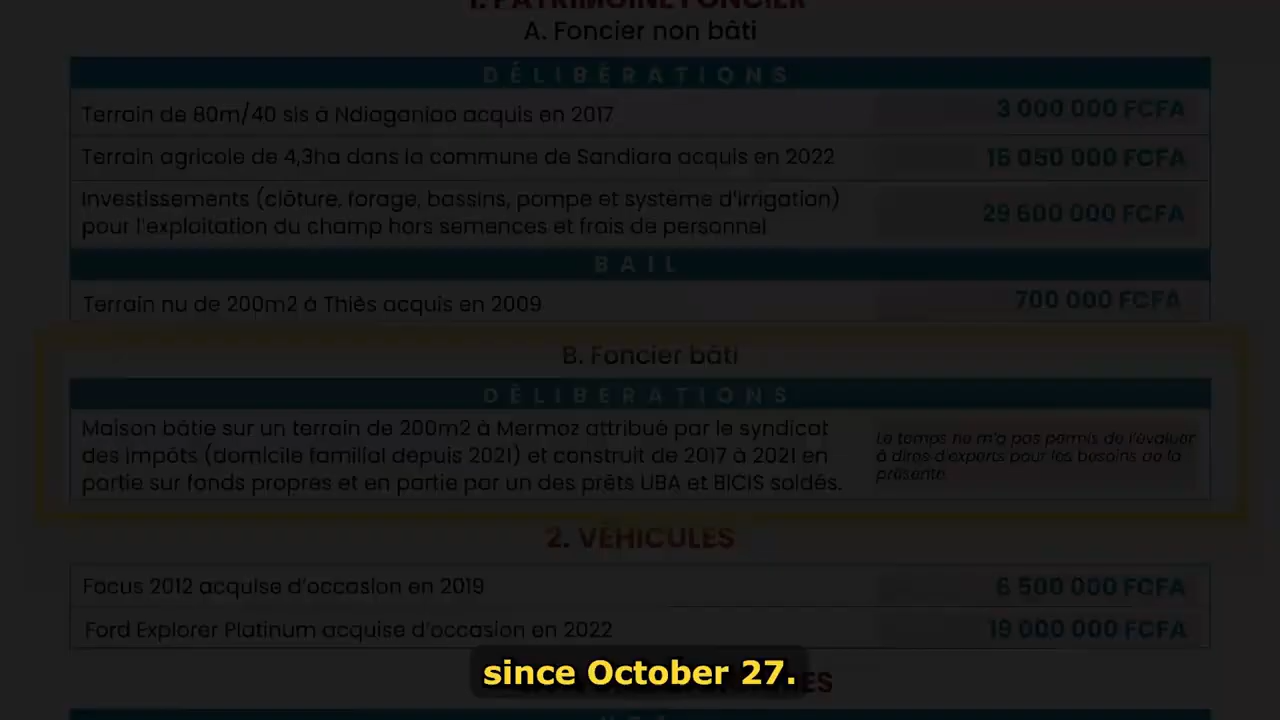 1. PATRIMOINE FONCIER
A. Foncier non bâti
DÉLIBÉRATIONS
Terrain de 80m/40 sis à Ndiaganiao acquis en 2017
3 000 000 FCFA
Terrain agricole de 4,3ha dans la commune de Sandiara acquis en 2022
16 050 000 FCFA
Investissements (clôture, forage, bassins, pompe et système d'irrigation)
pour l'exploitation du champ hors semences et frais de personnel
29 600 000 FCFA
BAIL
Terrain nu de 200m2 à Thiès acquis en 2009
700 000 FCFA
B. Foncier bâti
DÉLIBERATIONS
Maison bâtie sur un terrain de 200m2 à Mermoz attribué par le syndicat
des impôts (domicile familial depuis 2021) et construit de 2017 à 2021 en
partie sur fonds propres et en partie par un des prêts UBA et BICIS soldés.
Le temps ne m'a pas permis de l'évaluer
à dires d'experts pour les besoins de la
présente
2. VÉHICULES
Focus 2012 acquise d'occasion en 2019
6 500 000 FCFA
Ford Explorer Platinum acquise d'occasion en 2022
19 000 000 FCFA
since October 27.